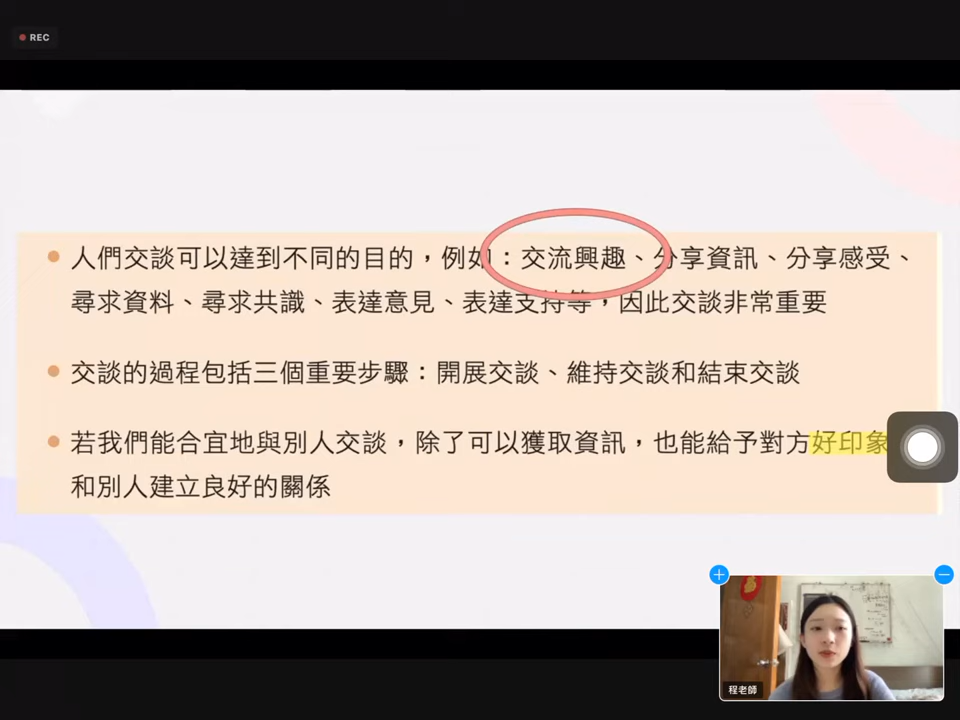 REC
人們交談可以達到不同的目的，例如：交流興趣、分享資訊、分享感受、
尋求資料、尋求共識、表達意見、表達支持等，因此交談非常重要
交談的過程包括三個重要步驟：開展交談、維持交談和結束交談
若我們能合宜地與別人交談，除了可以獲取資訊，也能給予對方好印象
和別人建立良好的關係
程老師